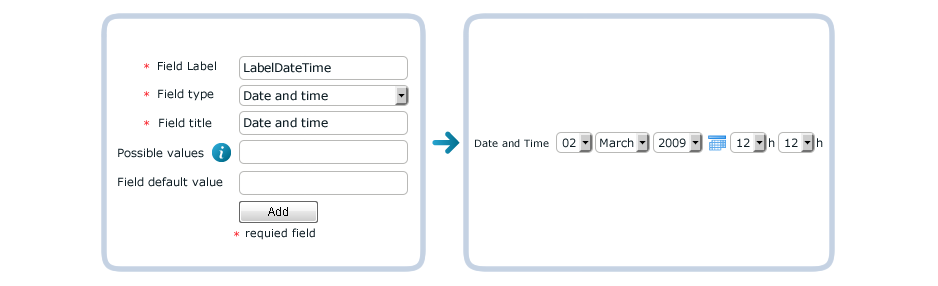 * Field Label LabelDateTime
* Field type Date and time
* Field title Date and time
Possible values i
Field default value
Add
* requied field
Date and Time 02 March 2009 12 h 12 h